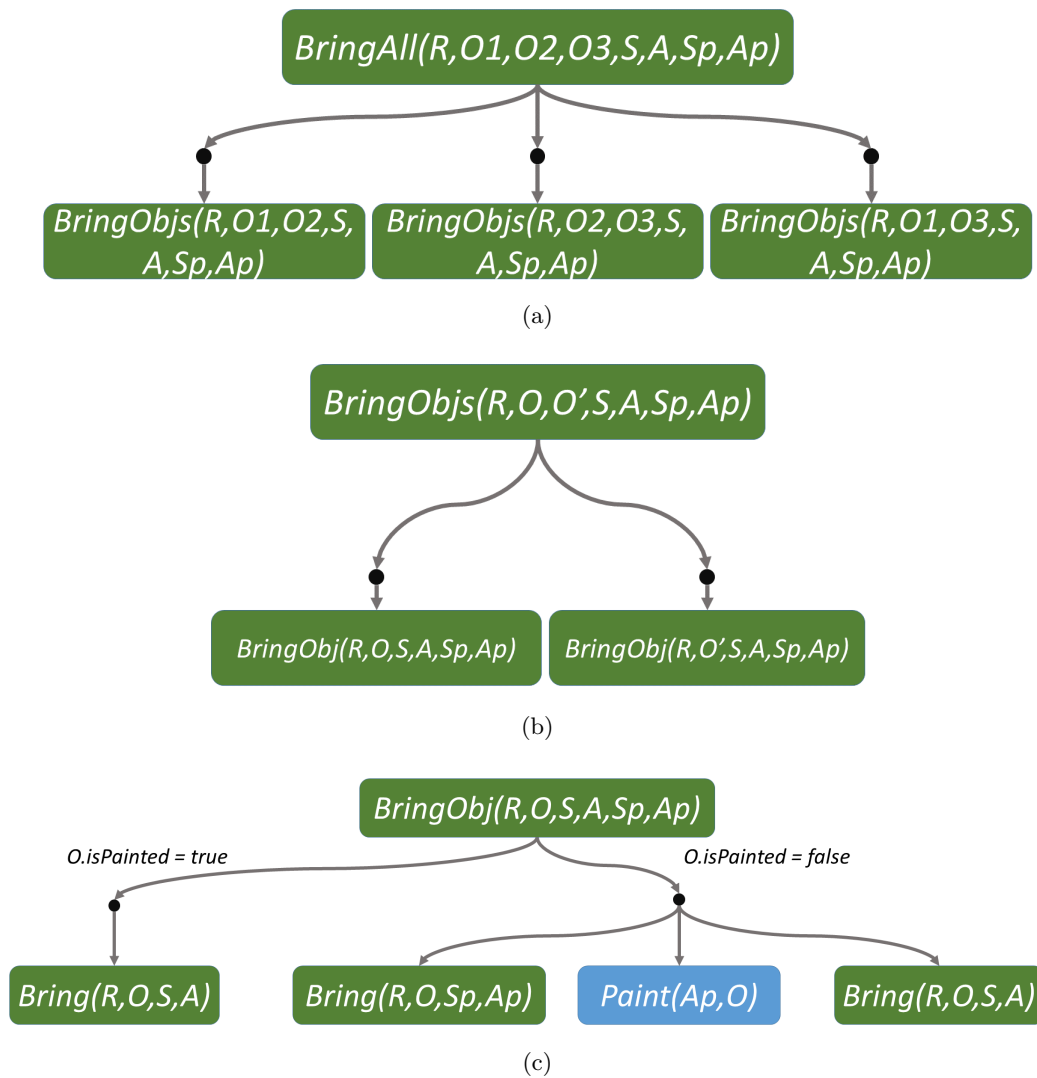 BringAll(R,O1,O2,O3,S,A,Sp,Ap)
BringObjs(R,O1,O2,S,
A,Sp,Ap)
BringObjs(R,O2,O3,S,
A,Sp,Ap)
BringObjs(R,O1,O3,S,
A,Sp,Ap)
(a)
BringObjs(R,O,O’,S,A,Sp,Ap)
BringObj(R,O,S,A,Sp,Ap)
BringObj(R,O’,S,A,Sp,Ap)
(b)
BringObj(R,O,S,A,Sp,Ap)
O.isPainted = true
O.isPainted = false
Bring(R,O,S,A)
Bring(R,O,Sp,Ap)
Paint(Ap,O)
Bring(R,O,S,A)
(c)